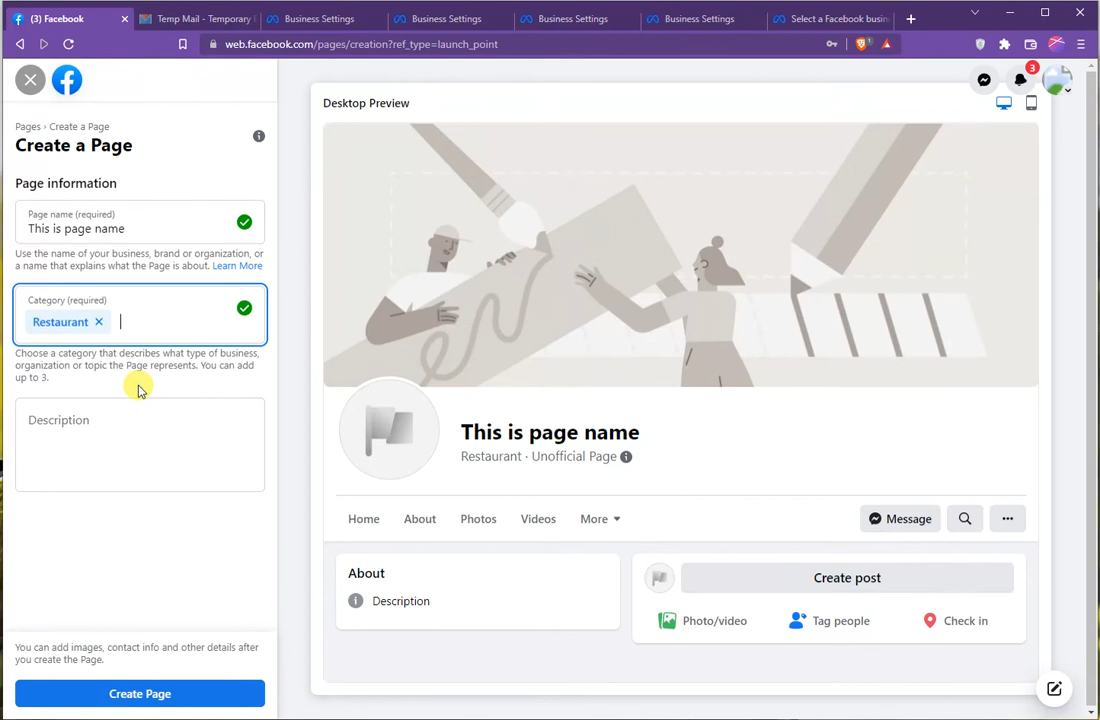 (3) Facebook
Temp Mail - Temporary
Business Settings
Business Settings
Business Settings
Business Settings
Select a Facebook busin
web.facebook.com/pages/creation?ref_type=launch_point
1
3
Pages › Create a Page
Create a Page
Page information
Page name (required)
This is page name
Use the name of your business, brand or organization, or
a name that explains what the Page is about. Learn More
Category (required)
Restaurant
Choose a category that describes what type of business,
organization or topic the Page represents. You can add
up to 3.
Description
You can add images, contact info and other details after
you create the Page.
Create Page
Desktop Preview
This is page name
Restaurant · Unofficial Page
Home
About
Photos
Videos
More
Message
About
Description
Create post
Photo/video
Tag people
Check in